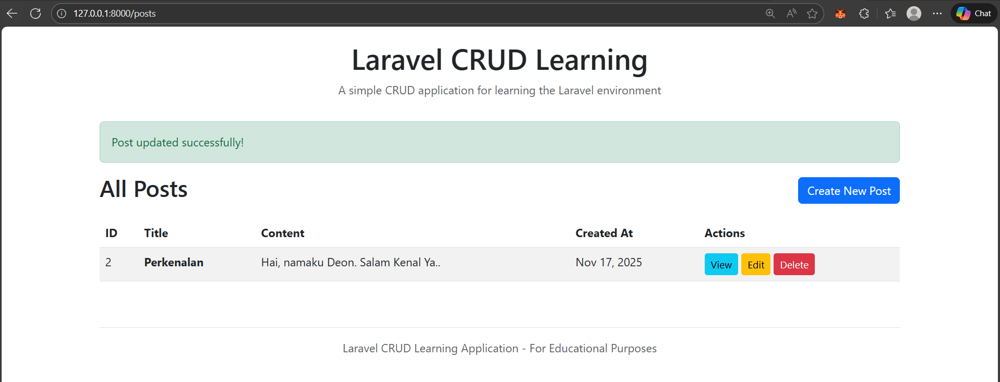 127.0.0.1:8000/posts
Chat
Laravel CRUD Learning
A simple CRUD application for learning the Laravel environment
Post updated successfully!
All Posts
Create New Post
ID Title Content Created At Actions
2 Perkenalan Hai, namaku Deon. Salam Kenal Ya.. Nov 17, 2025 View Edit Delete
Laravel CRUD Learning Application - For Educational Purposes